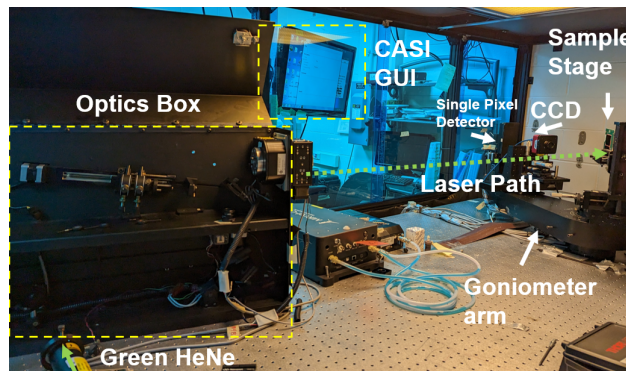 CASI
GUI
Sample
Stage
Optics Box
Single Pixel
Detector
CCD
Laser Path
Goniometer
arm
Green HeNe